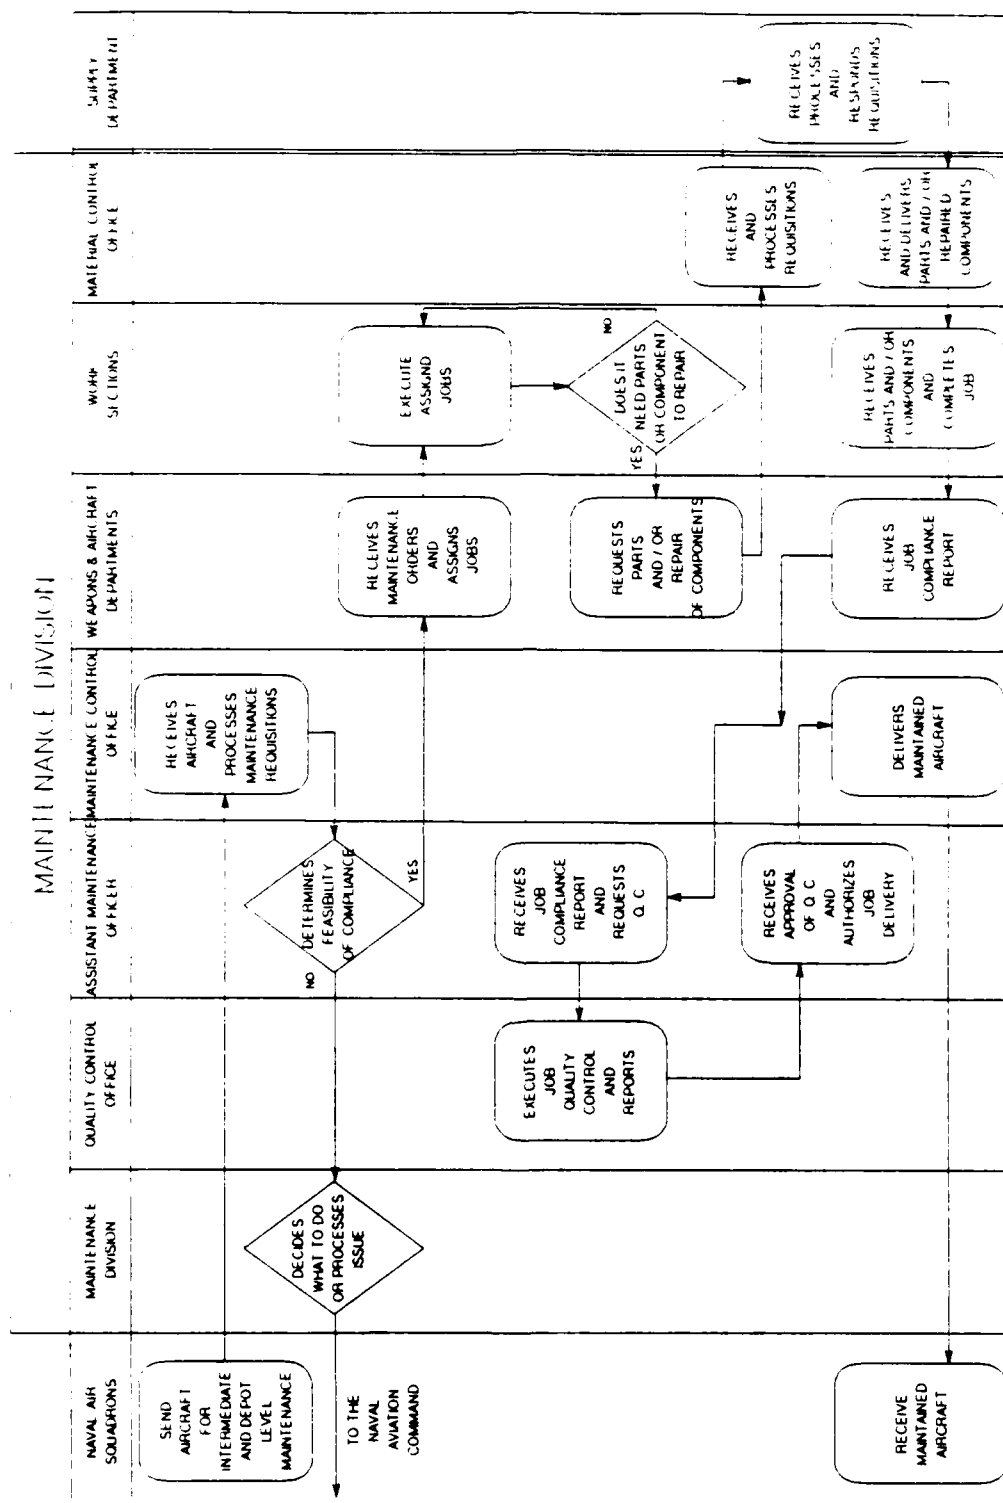 MAINTENANCE DIVISION
NAVAL AIR
SQUADRONS
MAINTENANCE
DIVISION
QUALITY CONTROL
OFFICE
ASSISTANT MAINTENANCE
OFFICER
MAINTENANCE CONTROL
OFFICE
WEAPONS & AIRCRAFT
DEPARTMENTS
WORK
SECTIONS
MATERIAL CONTROL
OFFICE
SUPPLY
DEPARTMENT
SEND
AIRCRAFT
FOR
INTERMEDIATE
AND DEPOT
LEVEL
MAINTENANCE
RECEIVES
AIRCRAFT
AND
PROCESSES
MAINTENANCE
REQUISITIONS
TO THE
NAVAL
AVIATION
COMMAND
DECIDES
WHAT TO DO
OR PROCESSES
ISSUE
NO
DETERMINES
FEASIBILITY
OF COMPLIANCE
YES
RECEIVES
MAINTENANCE
ORDERS
AND
ASSIGNS
JOBS
EXECUTE
ASSIGND
JOBS
EXECUTES
JOB
QUALITY
CONTROL
AND
REPORTS
RECEIVES
JOB
COMPLIANCE
REPORT
AND
REQUESTS
Q C
REQUESTS
PARTS
AND / OR
REPAIR
OF COMPONENTS
YES
DOES IT
NEED PARTS
OR COMPONENT
TO REPAIR
NO
RECEIVES
AND
PROCESSES
REQUISITIONS
RECEIVES
PROCESSES
AND
RESPONDS
REQUISITIONS
RECEIVES
APPROVAL
OF Q C
AND
AUTHORIZES
JOB
DELIVERY
RECEIVE
MAINTAINED
AIRCRAFT
DELIVERS
MAINTAINED
AIRCRAFT
RECEIVES
JOB
COMPLIANCE
REPORT
RECEIVES
PARTS AND / OR
COMPONENTS
AND
COMPLETES
JOB
RECEIVES
AND DELIVERS
PARTS AND / OR
REPAIRED
COMPONENTS